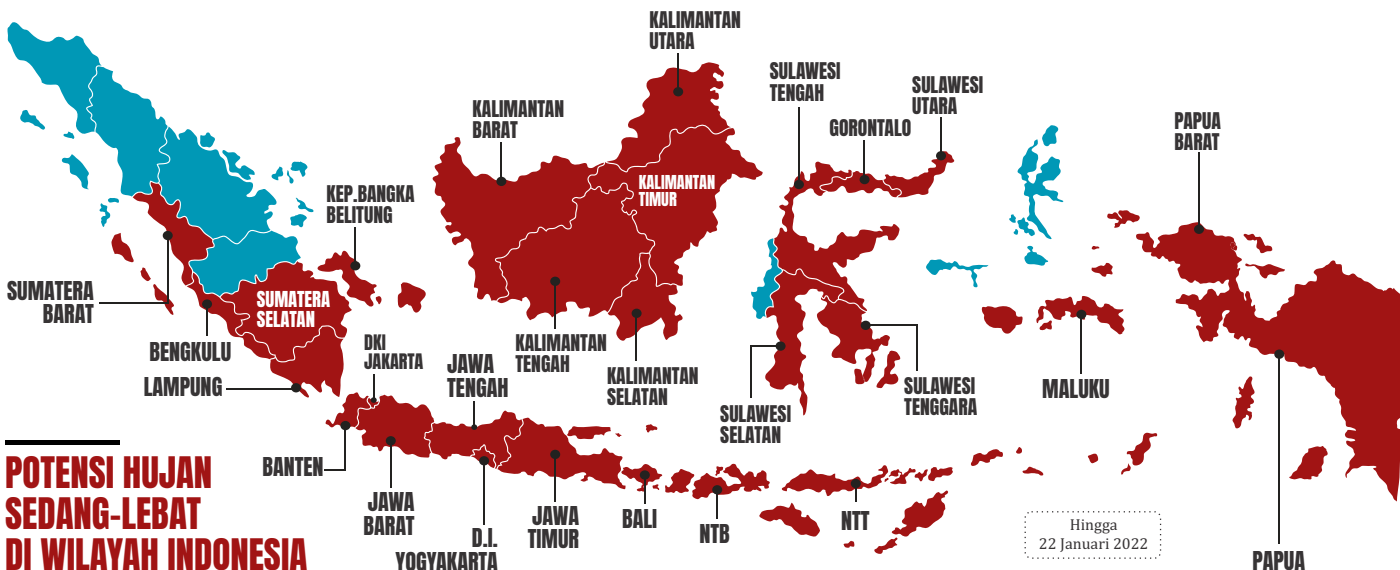 KALIMANTAN
UTARA
SULAWESI
TENGAH
SULAWESI
UTARA
KALIMANTAN
BARAT
GORONTALO
PAPUA
BARAT
KALIMANTAN
TIMUR
KEP.BANGKA
BELITUNG
SUMATERA
BARAT
SUMATERA
SELATAN
BENGKULU
LAMPUNG
DKI
JAKARTA
JAWA
TENGAH
KALIMANTAN
TENGAH
KALIMANTAN
SELATAN
SULAWESI
SELATAN
SULAWESI
TENGGARA
MALUKU
BANTEN
JAWA
BARAT
D.I.
YOGYAKARTA
JAWA
TIMUR
BALI
NTB
NTT
PAPUA
POTENSI HUJAN
SEDANG-LEBAT
DI WILAYAH INDONESIA
Hingga
22 Januari 2022